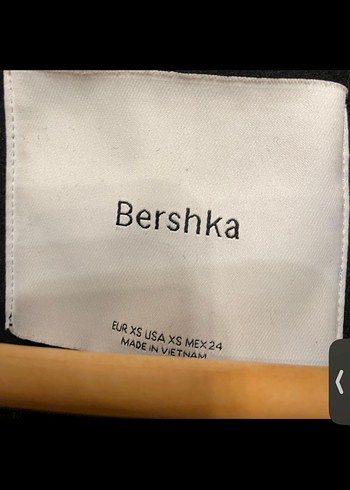 Bershka
EUR XS USA XS MEX 24
MADE IN VIETNAM